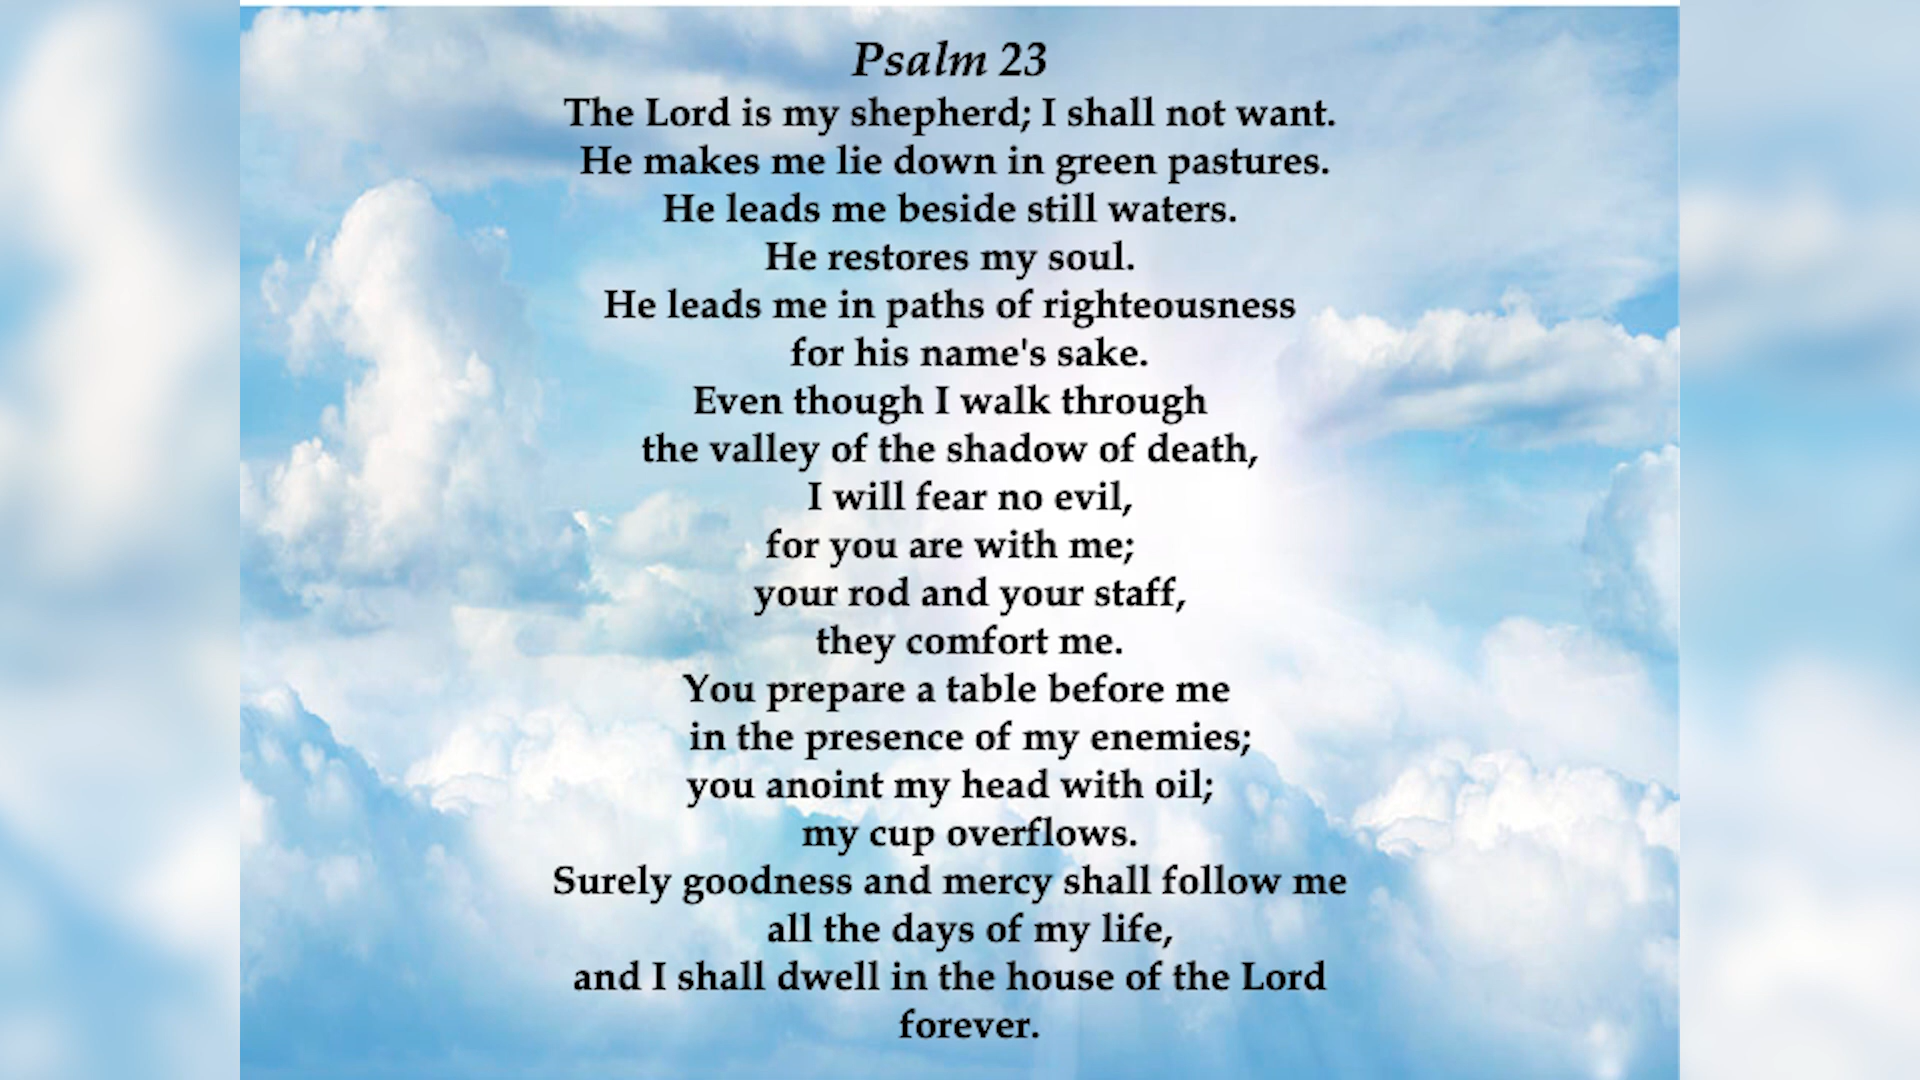 Psalm 23
The Lord is my shepherd; I shall not want.
He makes me lie down in green pastures.
He leads me beside still waters.
He restores my soul.
He leads me in paths of righteousness
for his name's sake.
Even though I walk through
the valley of the shadow of death,
I will fear no evil,
for you are with me;
your rod and your staff,
they comfort me.
You prepare a table before me
in the presence of my enemies;
you anoint my head with oil;
my cup overflows.
Surely goodness and mercy shall follow me
all the days of my life,
and I shall dwell in the house of the Lord
forever.